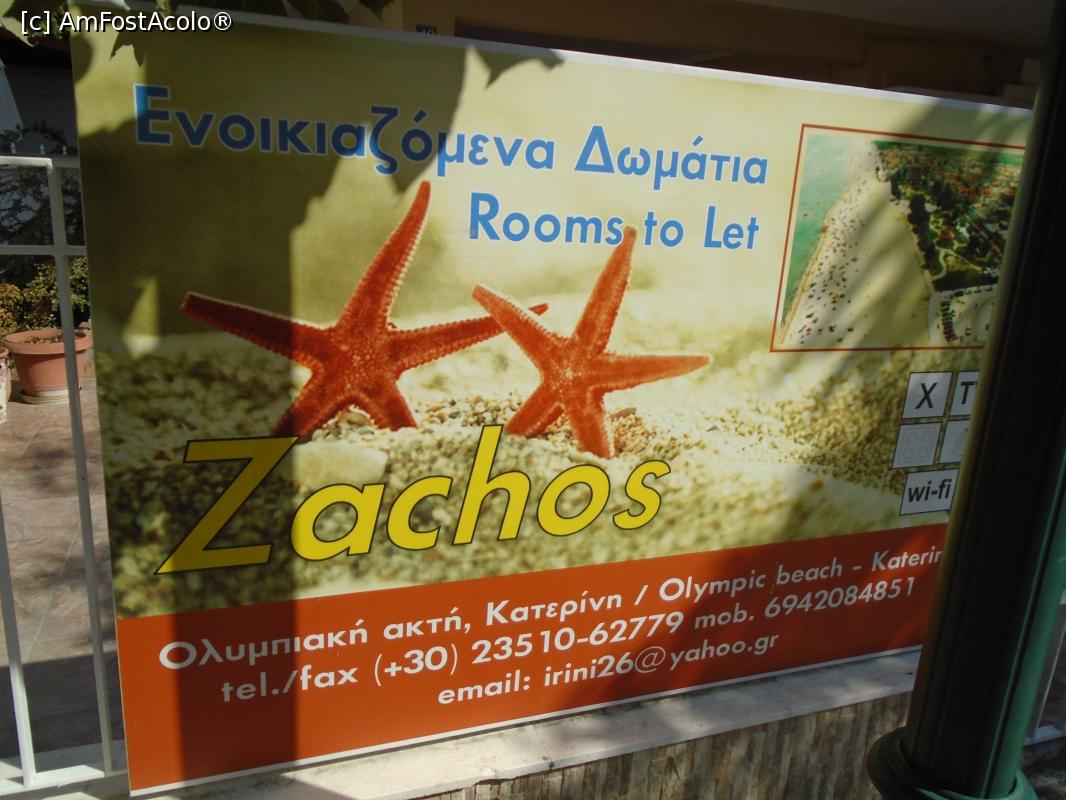 [c] AmFostAcolo®
Ενοικιαζόμενα Δωμάτια
Rooms to Let
X
wi-fi
Zachos
Ολυμπιακή ακτή, Κατερίνη / Olympic beach -
tel./fax (+30) 23510-62779 mob. 6942084851
email: irini26@yahoo.gr